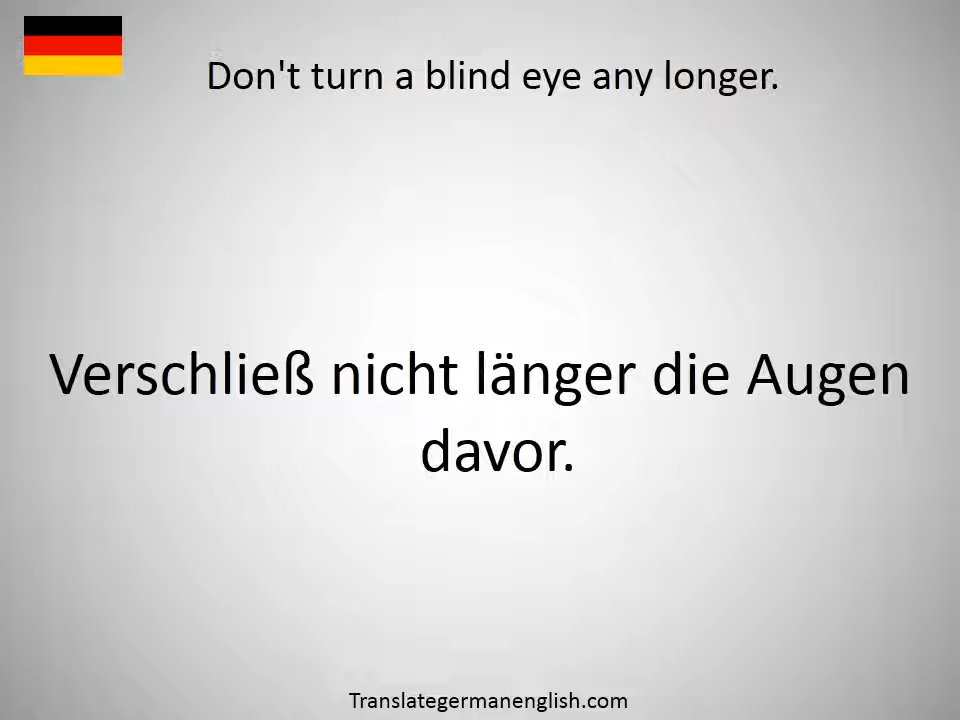 Don't turn a blind eye any longer.
Verschließ nicht länger die Augen
davor.
Translategermanenglish.com